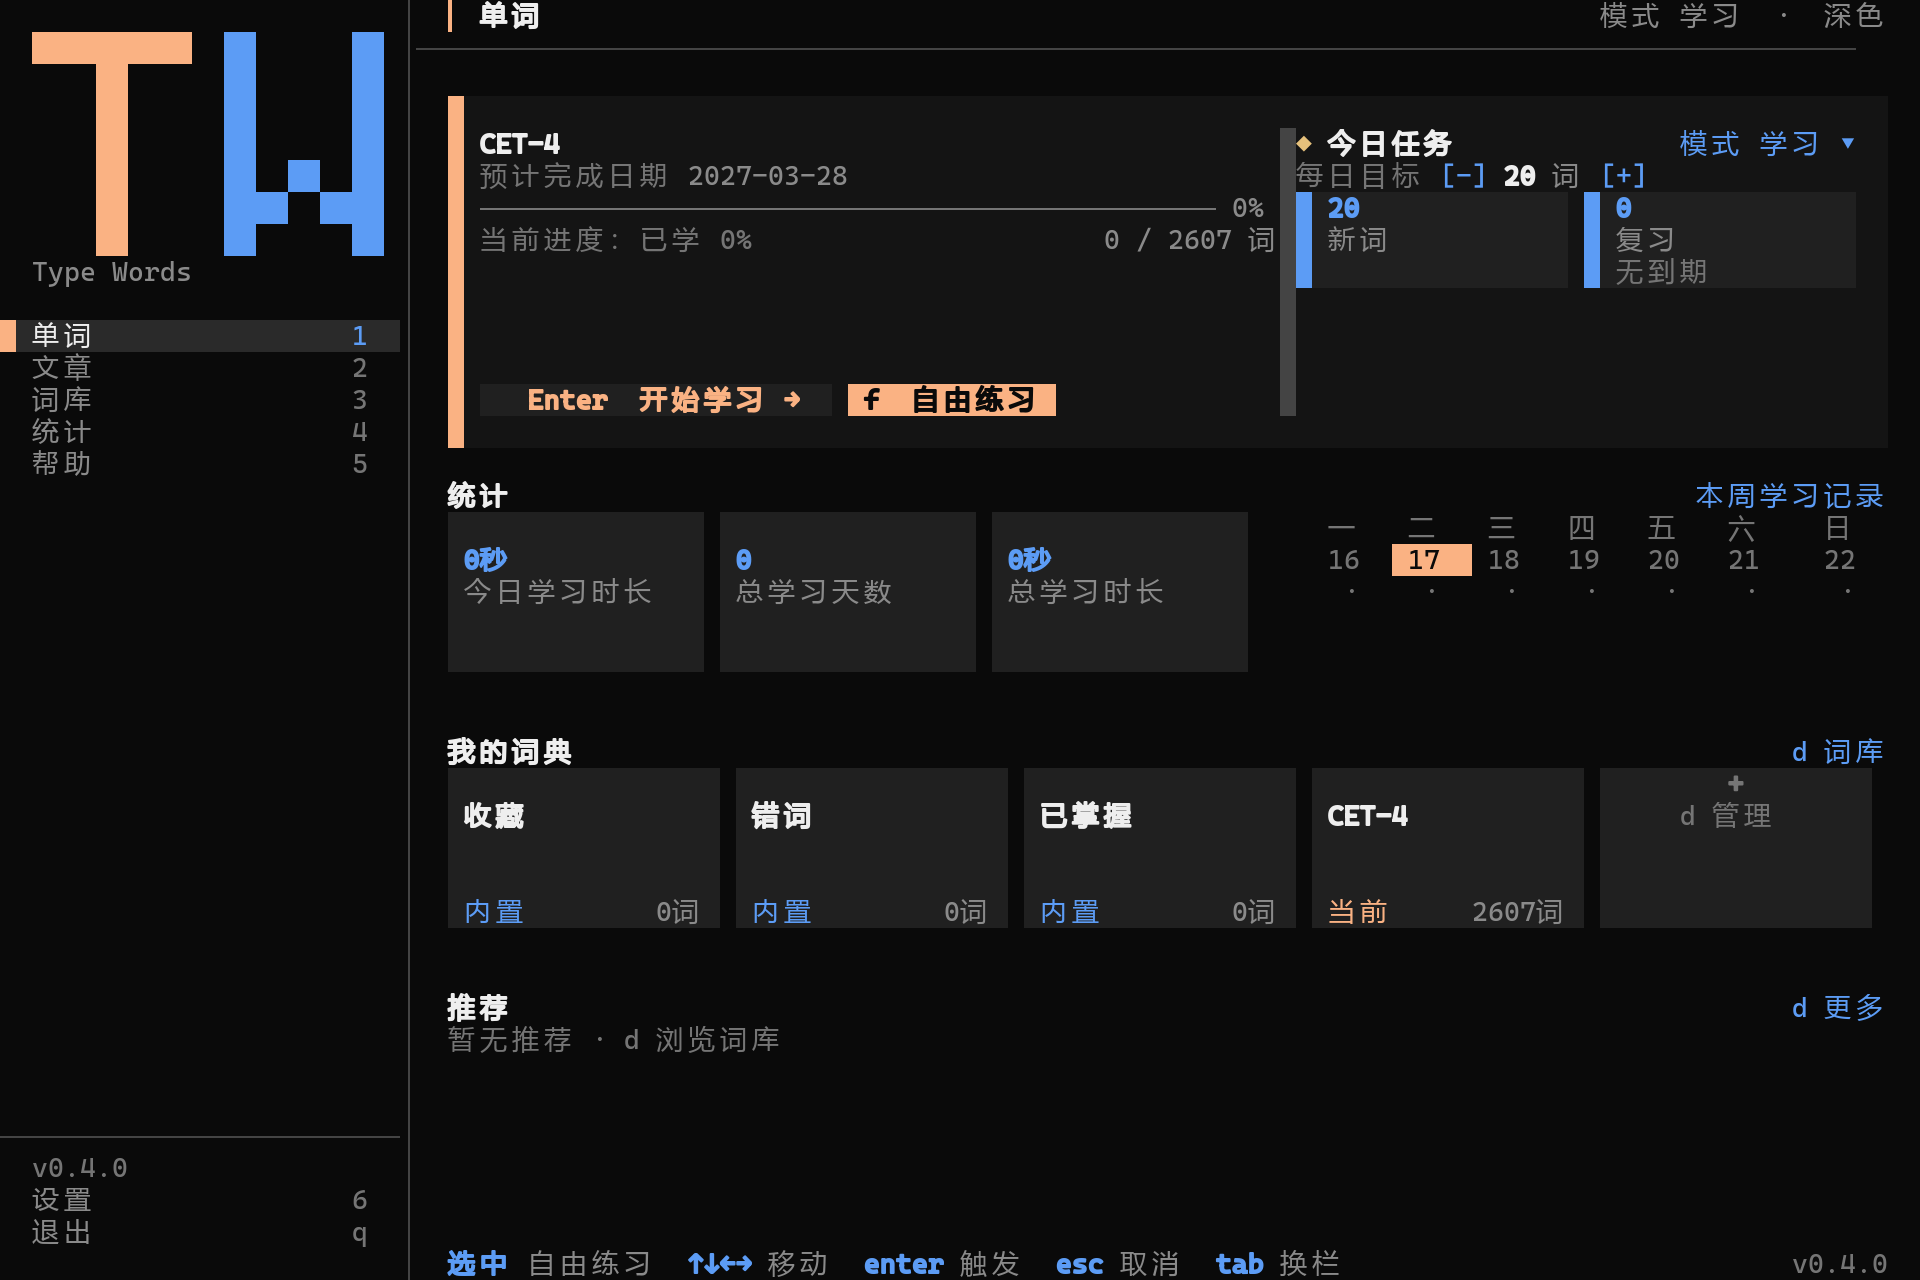 TW
Type Words
单词 1
文章 2
词库 3
统计 4
帮助 5
v0.4.0
设置 6
退出 q
单词 模式 学习 · 深色
CET-4
预计完成日期 2027-03-28
0%
当前进度: 已学 0% 0 / 2607 词
Enter 开始学习 → f 自由练习
◆ 今日任务 模式 学习 ▼
每日目标 [-] 20 词 [+]
20
新词
0
复习
无到期
统计
0秒
今日学习时长
0
总学习天数
0秒
总学习时长
本周学习记录
一 二 三 四 五 六 日
16 17 18 19 20 21 22
· · · · · · ·
我的词典 d 词库
收藏
内置 0词
错词
内置 0词
已掌握
内置 0词
CET-4
当前 2607词
+
d 管理
推荐 d 更多
暂无推荐 · d 浏览词库
选中 自由练习 ↑↓←→ 移动 enter 触发 esc 取消 tab 换栏 v0.4.0